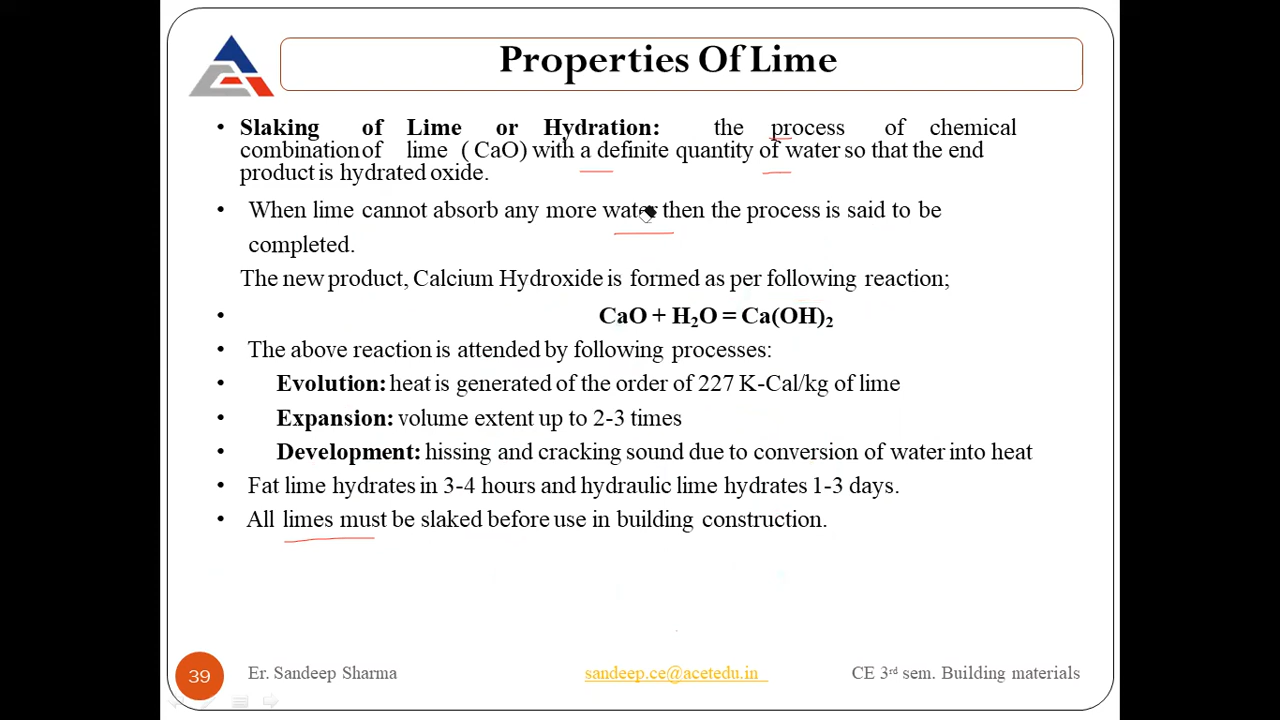 Properties Of Lime
• Slaking of Lime or Hydration: the process of chemical
combination of lime ( CaO) with a definite quantity of water so that the end
product is hydrated oxide.
• When lime cannot absorb any more water then the process is said to be
completed.
The new product, Calcium Hydroxide is formed as per following reaction;
• CaO + H₂O = Ca(OH)₂
• The above reaction is attended by following processes:
• Evolution: heat is generated of the order of 227 K-Cal/kg of lime
• Expansion: volume extent up to 2-3 times
• Development: hissing and cracking sound due to conversion of water into heat
• Fat lime hydrates in 3-4 hours and hydraulic lime hydrates 1-3 days.
• All limes must be slaked before use in building construction.
39 Er. Sandeep Sharma sandeep.ce@acetedu.in CE 3rd sem. Building materials